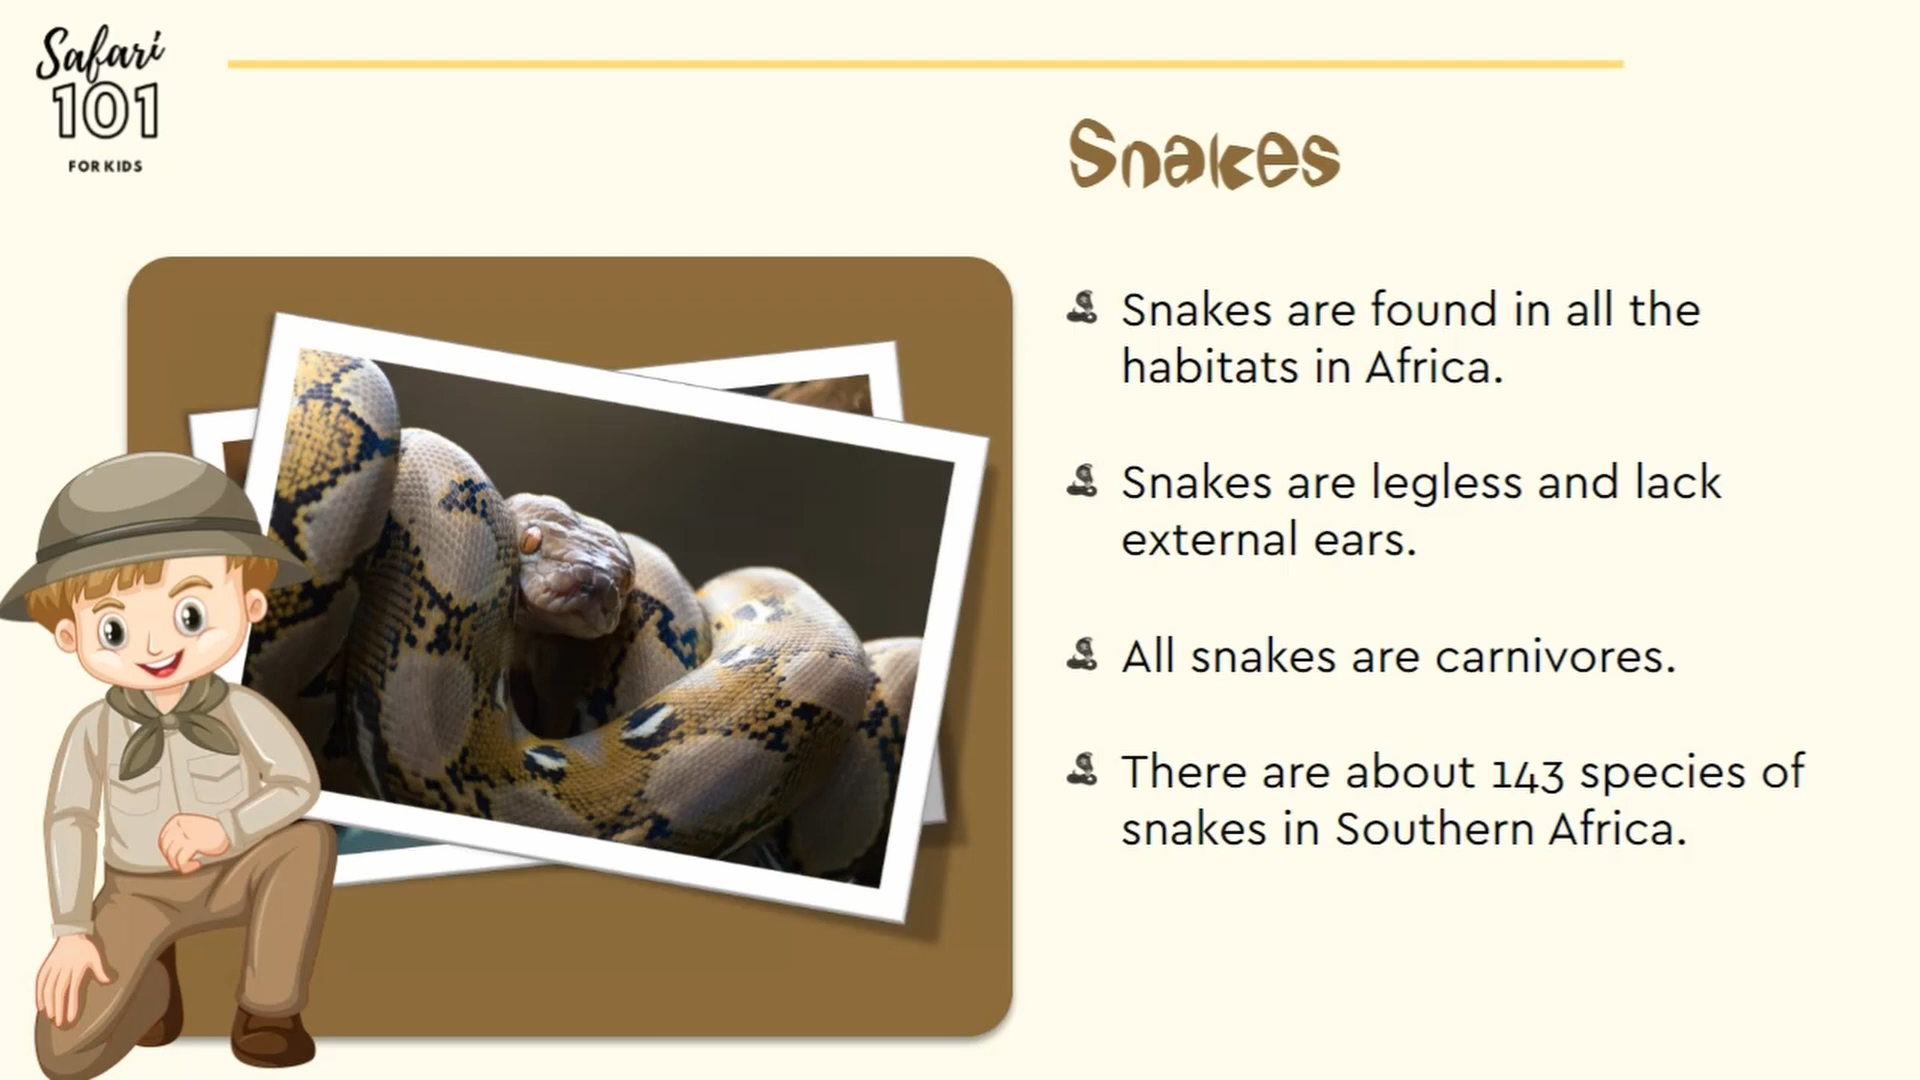 Safari
101
FOR KIDS
Snakes
Snakes are found in all the
habitats in Africa.
Snakes are legless and lack
external ears.
All snakes are carnivores.
There are about 143 species of
snakes in Southern Africa.